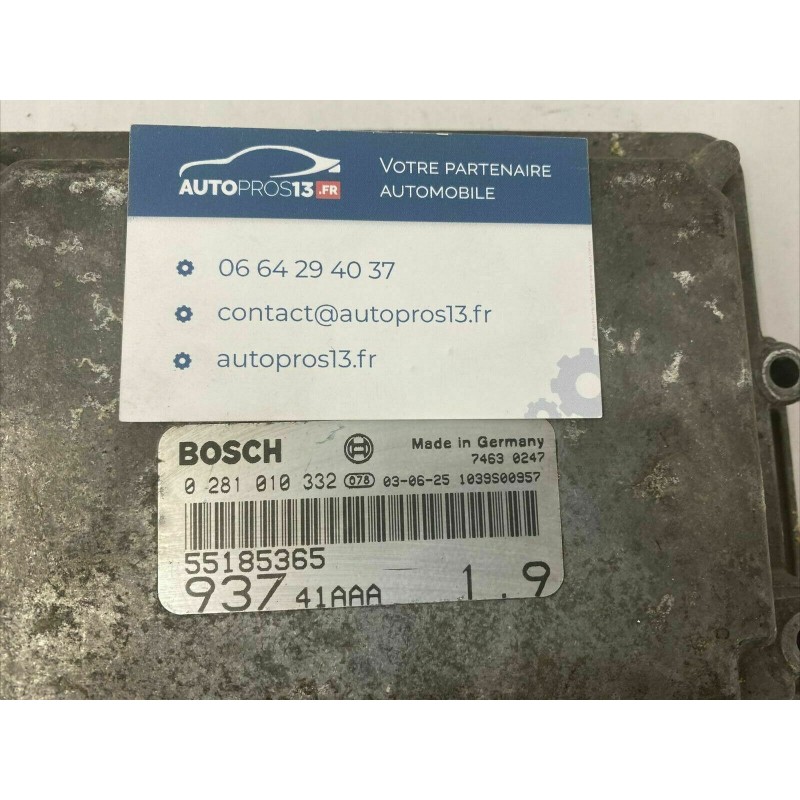 AUTOPROS13.FR
VOTRE PARTENAIRE
AUTOMOBILE
06 64 29 40 37
contact@autopros13.fr
autopros13.fr
BOSCH
Made in Germany
7463 0247
0 281 010 332 078 03-06-25 1039S00957
55185365
937 41AAA 1.9